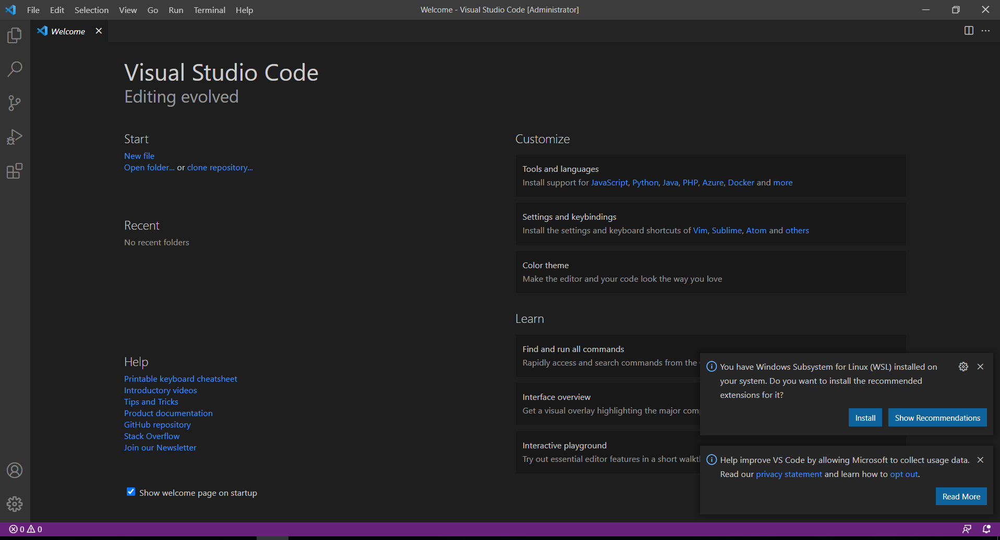 File Edit Selection View Go Run Terminal Help
Welcome - Visual Studio Code [Administrator]
Welcome
Visual Studio Code
Editing evolved
Start
New file
Open folder... or clone repository...
Recent
No recent folders
Help
Printable keyboard cheatsheet
Introductory videos
Tips and Tricks
Product documentation
GitHub repository
Stack Overflow
Join our Newsletter
Show welcome page on startup
Customize
Tools and languages
Install support for JavaScript, Python, Java, PHP, Azure, Docker and more
Settings and keybindings
Install the settings and keyboard shortcuts of Vim, Sublime, Atom and others
Color theme
Make the editor and your code look the way you love
Learn
Find and run all commands
Rapidly access and search commands from the
Interface overview
Get a visual overlay highlighting the major
Interactive playground
Try out essential editor features in a short
You have Windows Subsystem for Linux (WSL) installed on
your system. Do you want to install the recommended
extensions for it?
Install
Show Recommendations
Help improve VS Code by allowing Microsoft to collect usage data.
Read our privacy statement and learn how to opt out.
Read More
0 0